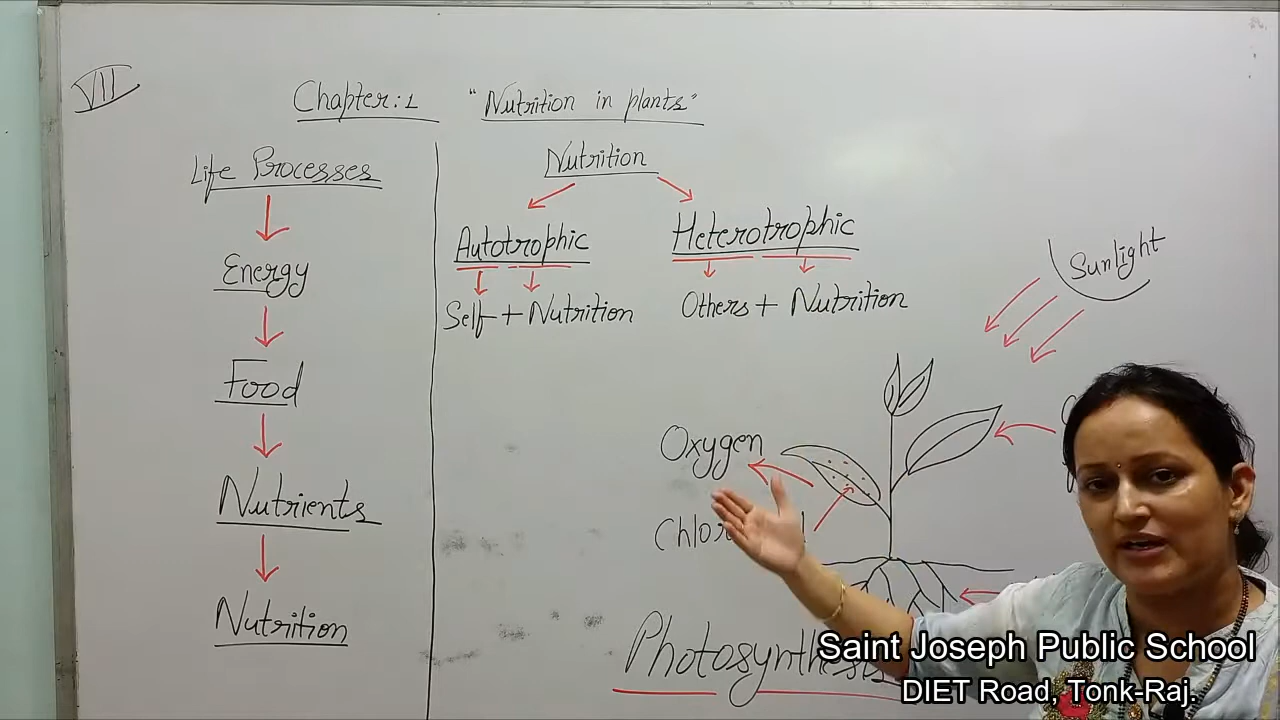 VII
Chapter:1 "Nutrition in plants"
Life Processes
Energy
Food
Nutrients
Nutrition
Nutrition
Autotrophic
Heterotrophic
Self + Nutrition
Others + Nutrition
Sunlight
Oxygen
Photosynthesis
Saint Joseph Public School
DIET Road, Tonk-Raj.